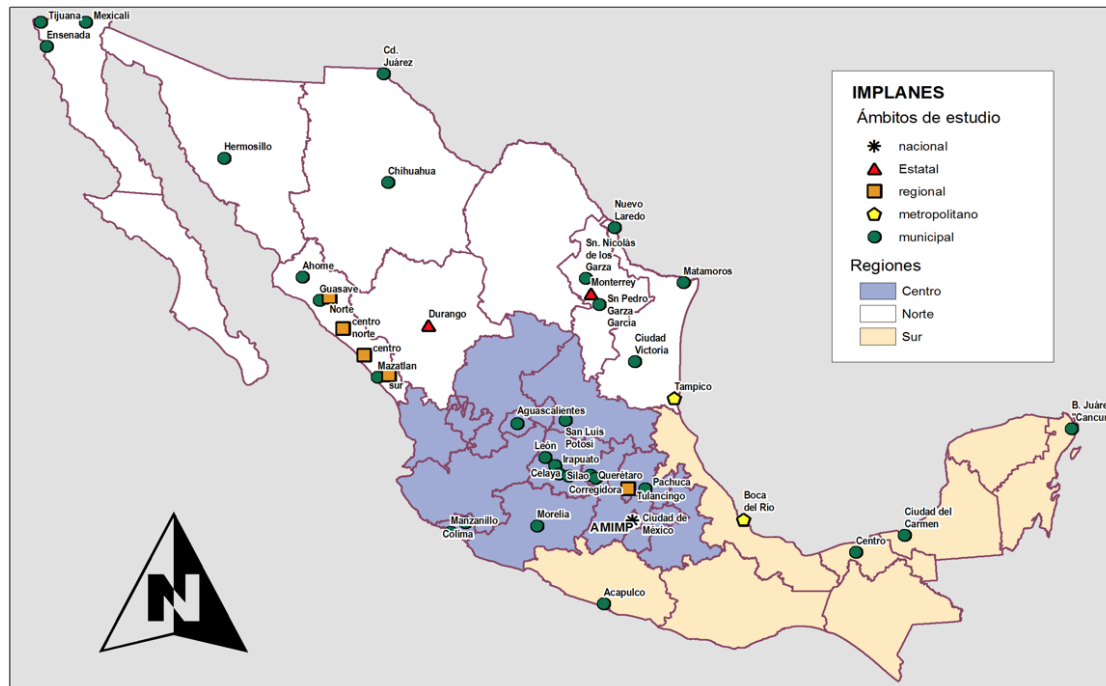 Tijuana
Mexicali
Ensenada
Cd.
Juárez
Hermosillo
Chihuahua
Nuevo
Laredo
Sn. Nicolás
de los
Garza
Monterrey
Matamoros
Sn Pedro
Garza
García
Ahome
Guasave
Norte
centro
norte
Durango
centro
Mazatlan
sur
Ciudad
Victoria
Tampico
Aguascalientes
San Luis
Potosí
León
Irapuato
Celaya
Silao
Querétaro
Corregidora
Pachuca
Tulancingo
Manzanillo
Colima
Morelia
AMIMP
Ciudad de
México
Boca
del Río
B. Juáre
"Cancun
Ciudad del
Carmen
Centro
Acapulco
N
IMPLANES
Ámbitos de estudio
nacional
Estatal
regional
metropolitano
municipal
Regiones
Centro
Norte
Sur